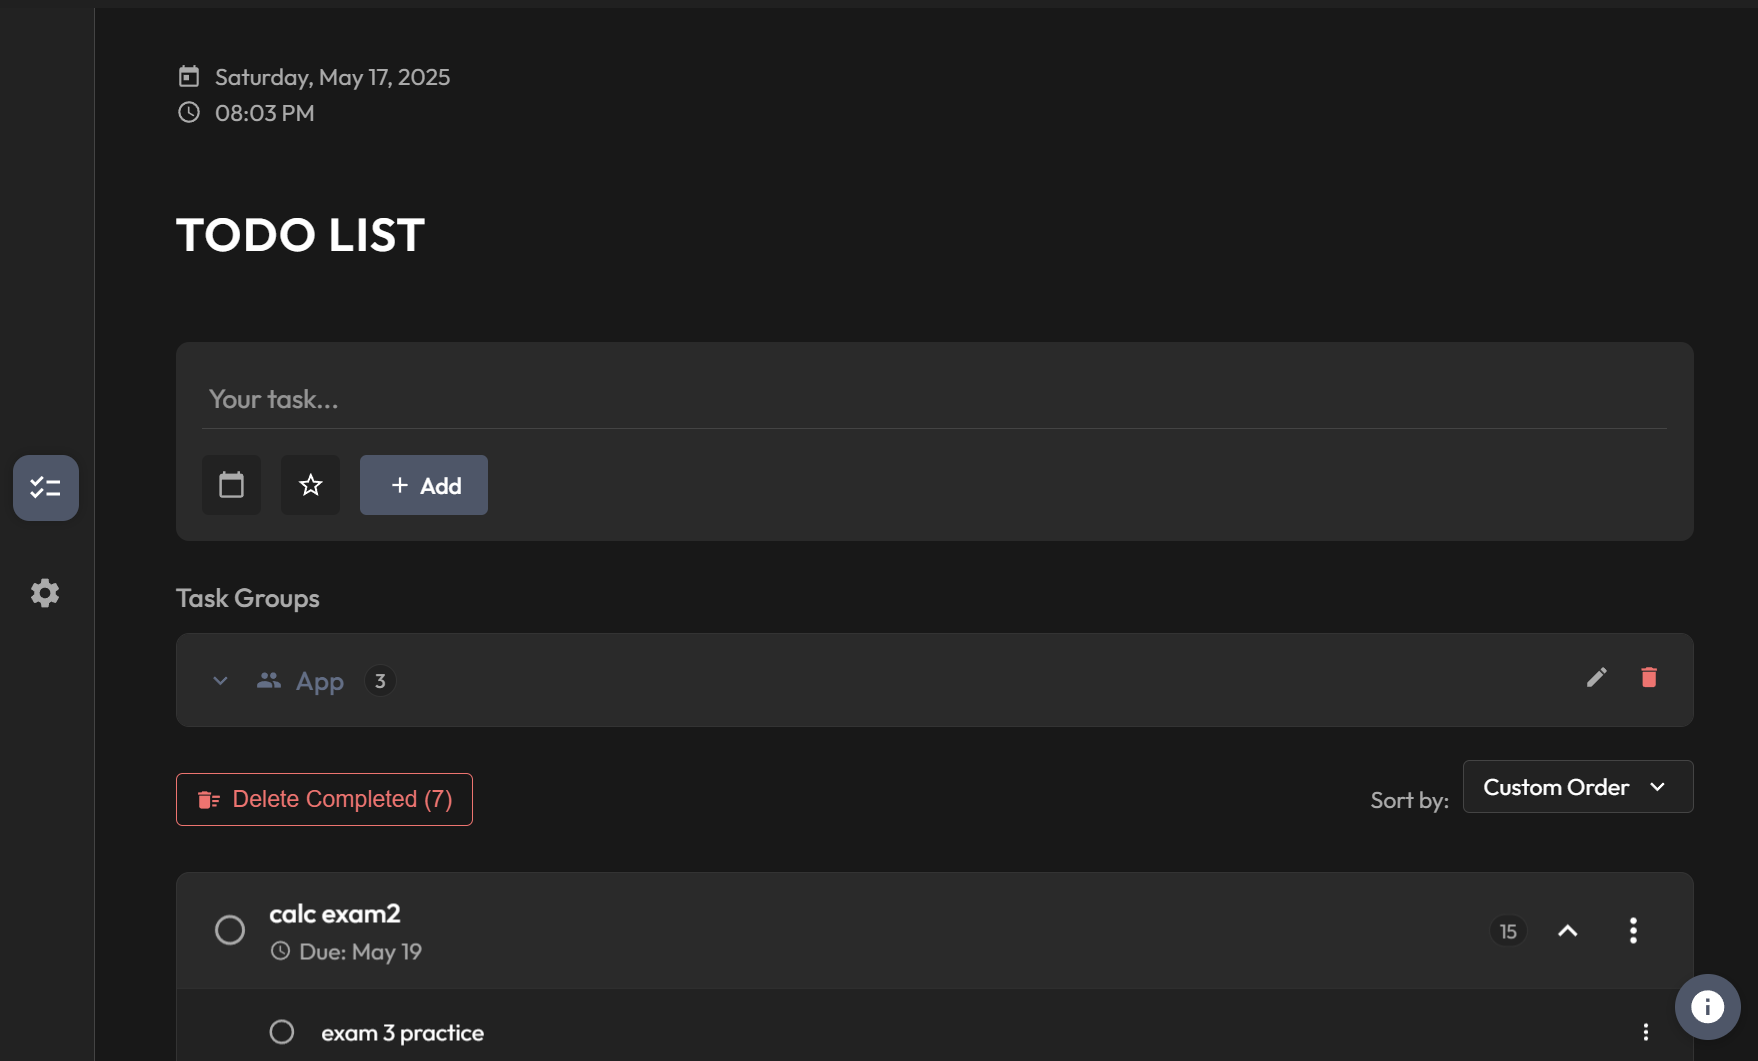 Saturday, May 17, 2025
08:03 PM
TODO LIST
Your task...
+ Add
Task Groups
App 3
Delete Completed (7)
Sort by: Custom Order
calc exam2
Due: May 19
15
exam 3 practice